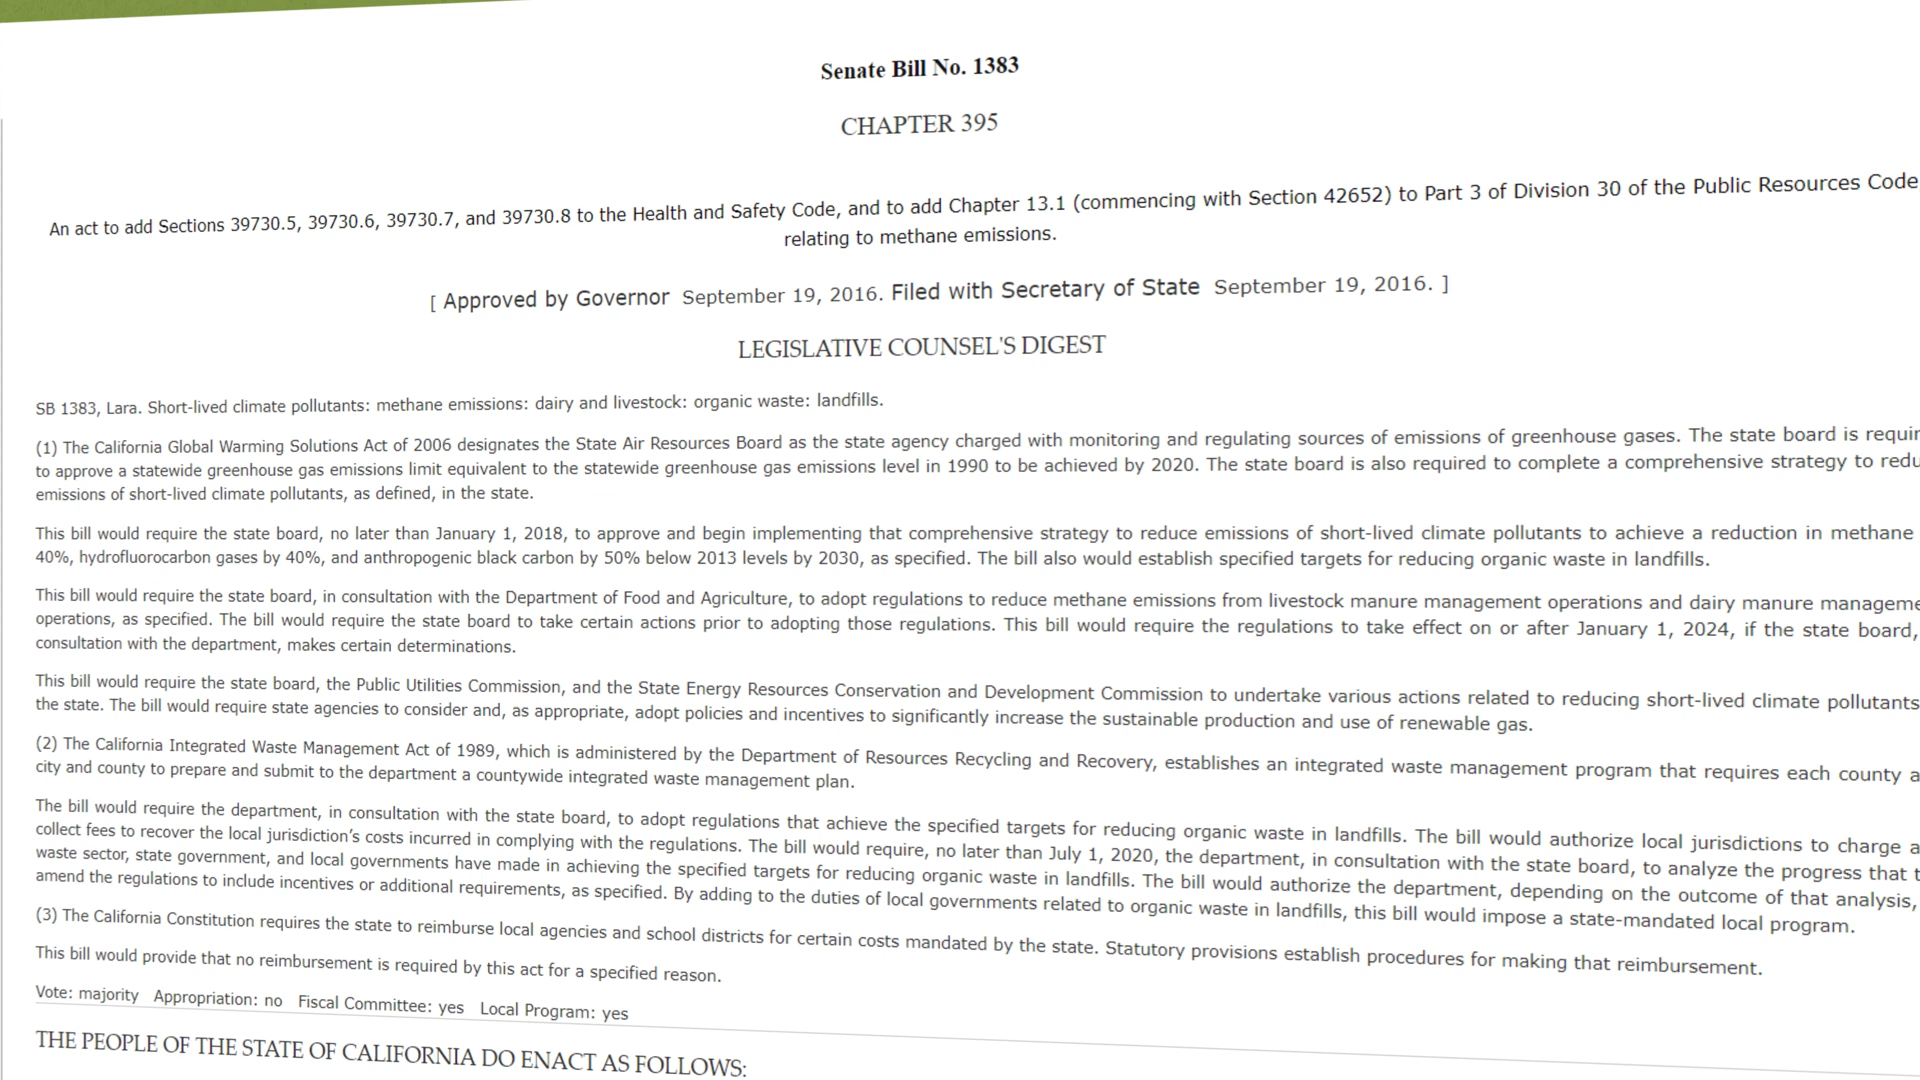 Senate Bill No. 1383
CHAPTER 395
An act to add Sections 39730.5, 39730.6, 39730.7, and 39730.8 to the Health and Safety Code, and to add Chapter 13.1 (commencing with Section 42652) to Part 3 of Division 30 of the Public Resources Code
relating to methane emissions.
[ Approved by Governor September 19, 2016. Filed with Secretary of State September 19, 2016. ]
LEGISLATIVE COUNSEL'S DIGEST
SB 1383, Lara. Short-lived climate pollutants: methane emissions: dairy and livestock: organic waste: landfills.
(1) The California Global Warming Solutions Act of 2006 designates the State Air Resources Board as the state agency charged with monitoring and regulating sources of emissions of greenhouse gases. The state board is requir
to approve a statewide greenhouse gas emissions limit equivalent to the statewide greenhouse gas emissions level in 1990 to be achieved by 2020. The state board is also required to complete a comprehensive strategy to redu
emissions of short-lived climate pollutants, as defined, in the state.
This bill would require the state board, no later than January 1, 2018, to approve and begin implementing that comprehensive strategy to reduce emissions of short-lived climate pollutants to achieve a reduction in methane
40%, hydrofluorocarbon gases by 40%, and anthropogenic black carbon by 50% below 2013 levels by 2030, as specified. The bill also would establish specified targets for reducing organic waste in landfills.
This bill would require the state board, in consultation with the Department of Food and Agriculture, to adopt regulations to reduce methane emissions from livestock manure management operations and dairy manure manageme
operations, as specified. The bill would require the state board to take certain actions prior to adopting those regulations. This bill would require the regulations to take effect on or after January 1, 2024, if the state board,
consultation with the department, makes certain determinations.
This bill would require the state board, the Public Utilities Commission, and the State Energy Resources Conservation and Development Commission to undertake various actions related to reducing short-lived climate pollutants
the state. The bill would require state agencies to consider and, as appropriate, adopt policies and incentives to significantly increase the sustainable production and use of renewable gas.
(2) The California Integrated Waste Management Act of 1989, which is administered by the Department of Resources Recycling and Recovery, establishes an integrated waste management program that requires each county a
city and county to prepare and submit to the department a countywide integrated waste management plan.
The bill would require the department, in consultation with the state board, to adopt regulations that achieve the specified targets for reducing organic waste in landfills. The bill would authorize local jurisdictions to charge a
collect fees to recover the local jurisdiction’s costs incurred in complying with the regulations. The bill would require, no later than July 1, 2020, the department, in consultation with the state board, to analyze the progress that t
waste sector, state government, and local governments have made in achieving the specified targets for reducing organic waste in landfills. The bill would authorize the department, depending on the outcome of that analysis,
amend the regulations to include incentives or additional requirements, as specified. By adding to the duties of local governments related to organic waste in landfills, this bill would impose a state-mandated local program.
(3) The California Constitution requires the state to reimburse local agencies and school districts for certain costs mandated by the state. Statutory provisions establish procedures for making that reimbursement.
This bill would provide that no reimbursement is required by this act for a specified reason.
Vote: majority Appropriation: no Fiscal Committee: yes Local Program: yes
THE PEOPLE OF THE STATE OF CALIFORNIA DO ENACT AS FOLLOWS: